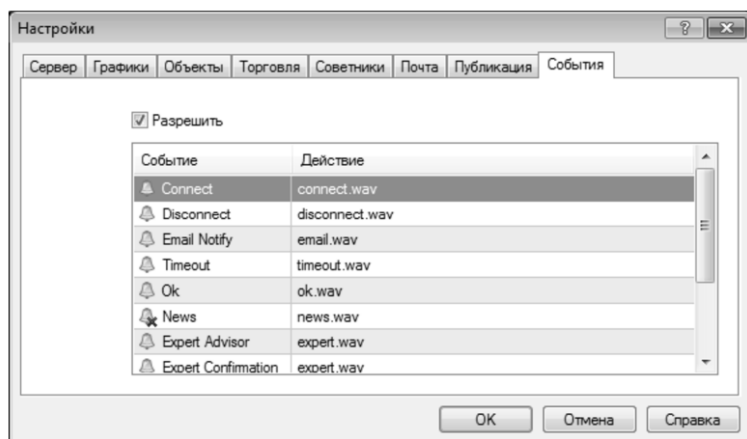 Настройки
Сервер Графики Объекты Торговля Советники Почта Публикация События
Разрешить
Событие Действие
Connect connect.wav
Disconnect disconnect.wav
Email Notify email.wav
Timeout timeout.wav
Ok ok.wav
News news.wav
Expert Advisor expert.wav
Expert Confirmation expert.wav
OK Отмена Справка